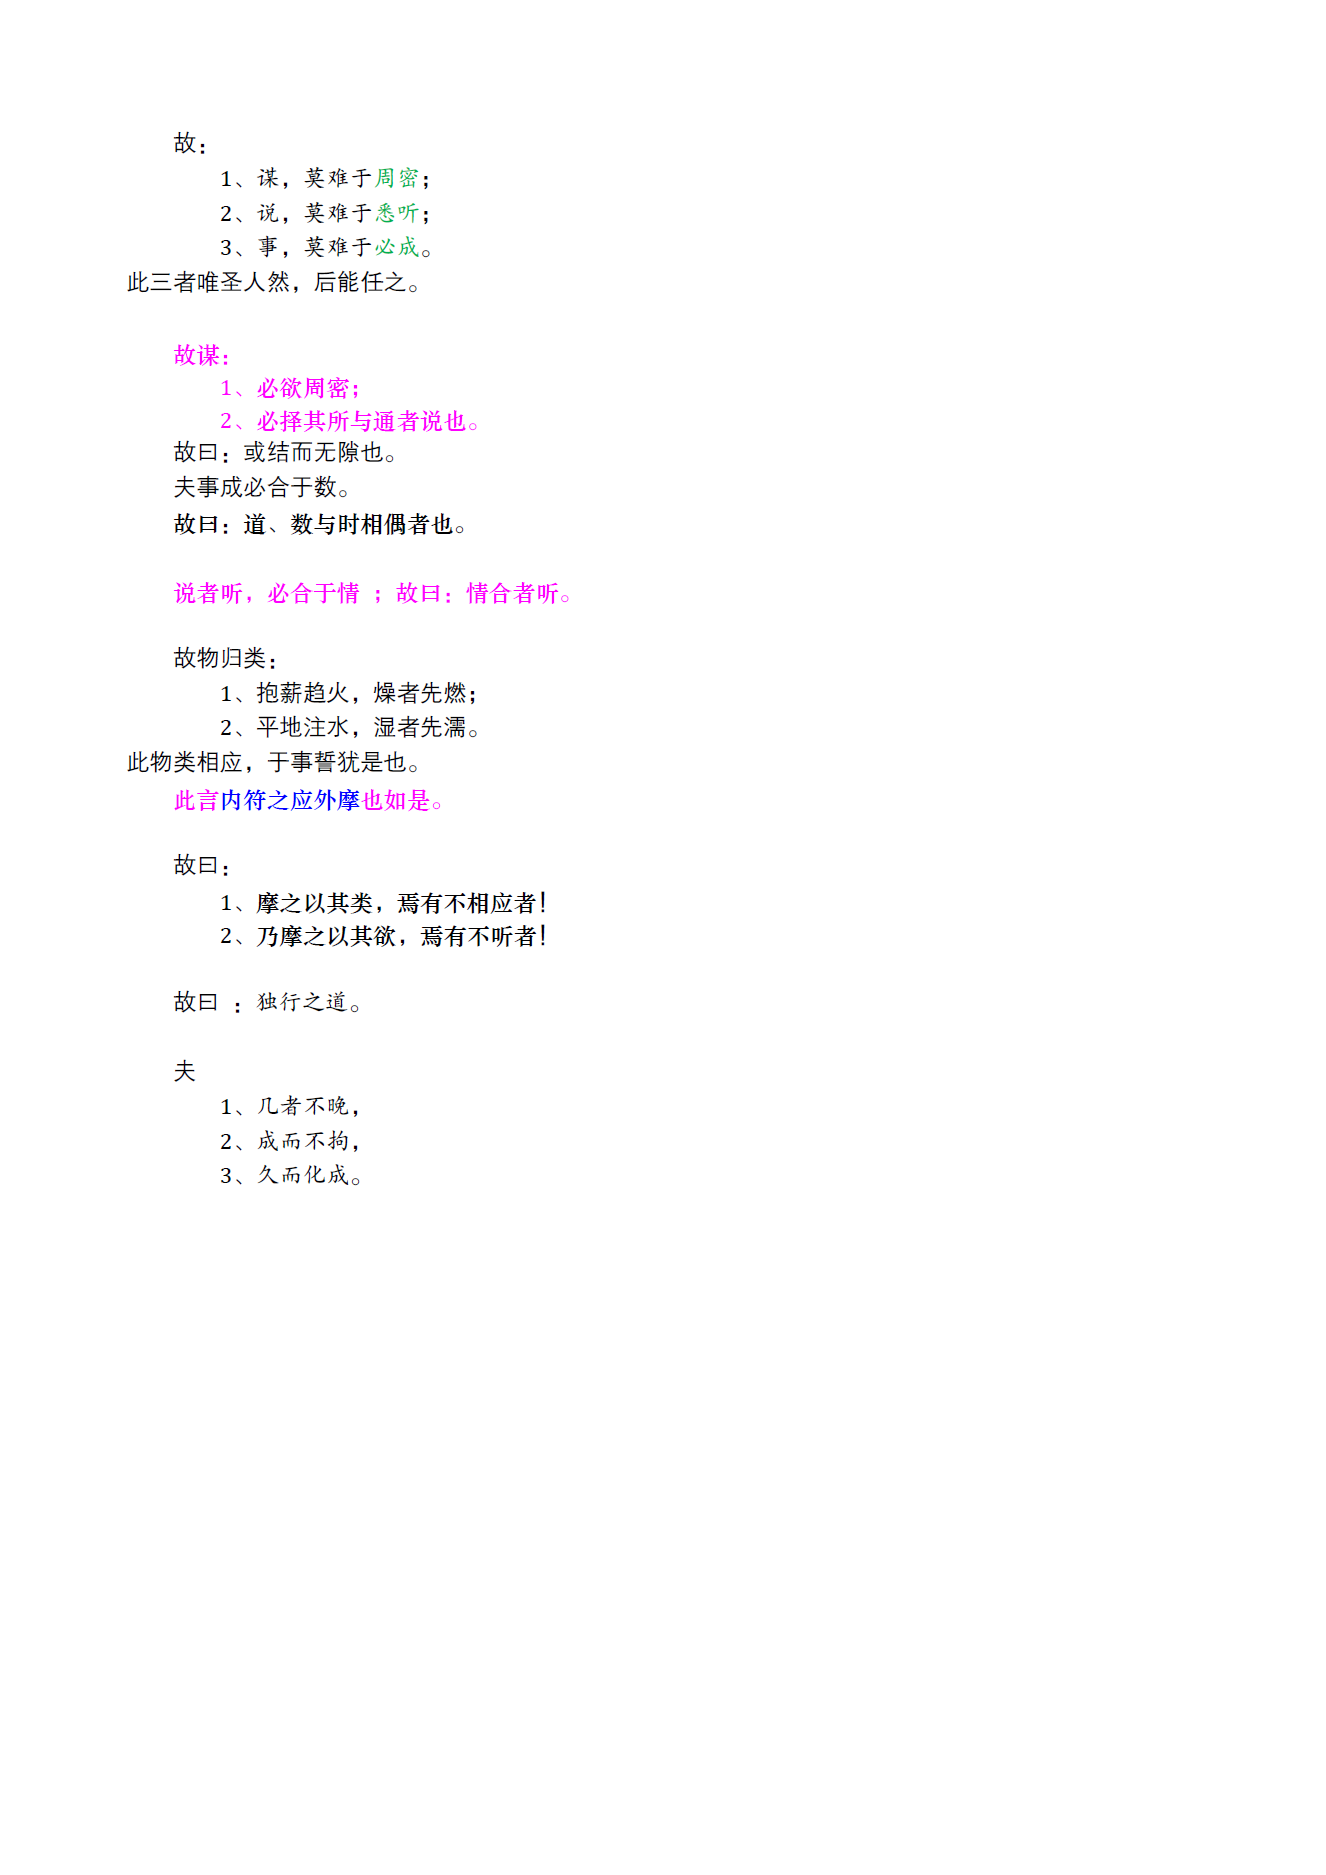 故：
1、谋，莫难于周密；
2、说，莫难于悉听；
3、事，莫难于必成。
此三者唯圣人然，后能任之。
故谋：
1、必欲周密；
2、必择其所与通者说也。
故曰：或结而无隙也。
夫事成必合于数。
故曰：道、数与时相偶者也。
说者听，必合于情 ；故曰：情合者听。
故物归类：
1、抱薪趋火，燥者先燃；
2、平地注水，湿者先濡。
此物类相应，于事誓犹是也。
此言内符之应外摩也如是。
故曰：
1、摩之以其类，焉有不相应者！
2、乃摩之以其欲，焉有不听者！
故曰 ：独行之道。
夫
1、几者不晚，
2、成而不拘，
3、久而化成。